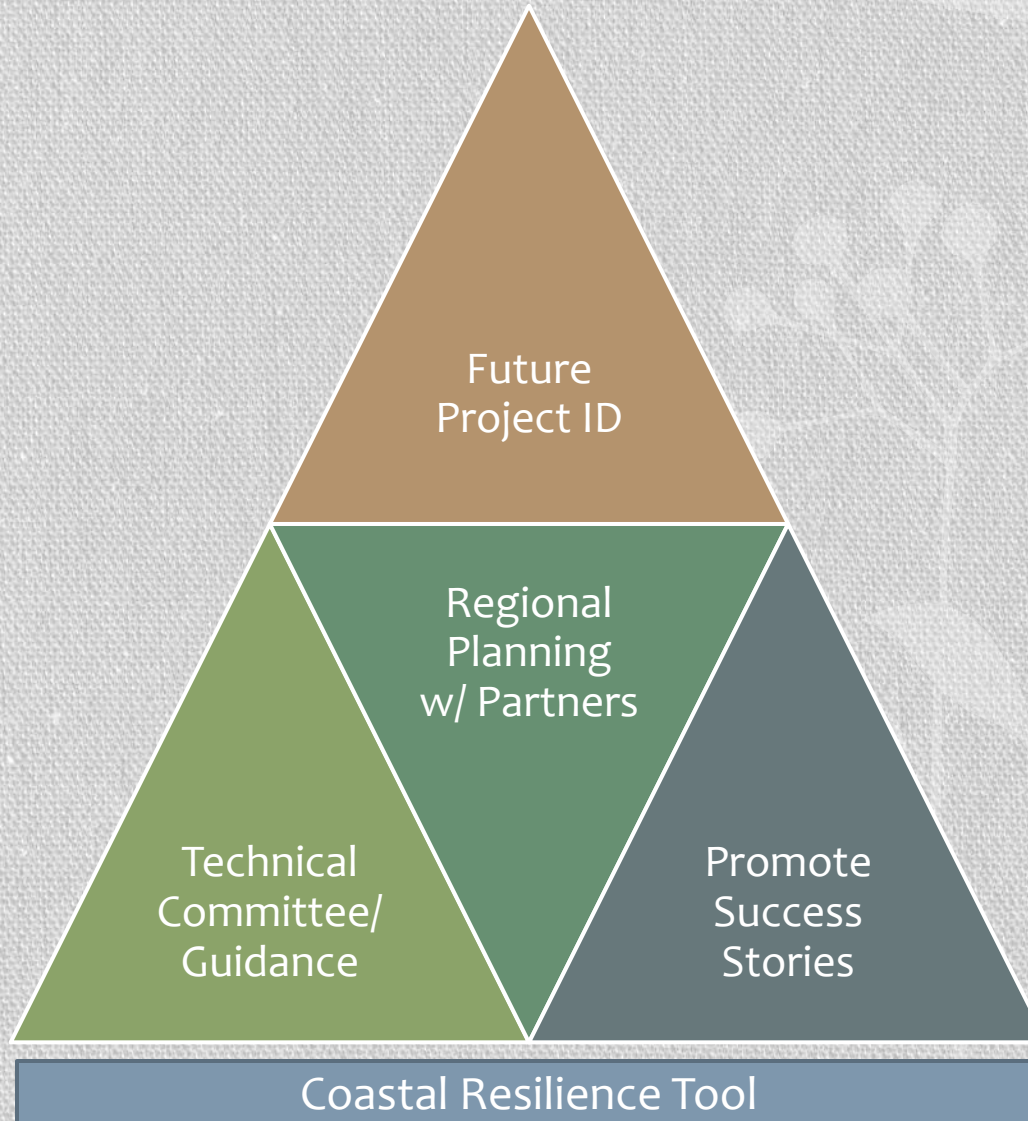 Future
Project ID
Regional
Planning
w/ Partners
Technical
Committee/
Guidance
Promote
Success
Stories
Coastal Resilience Tool